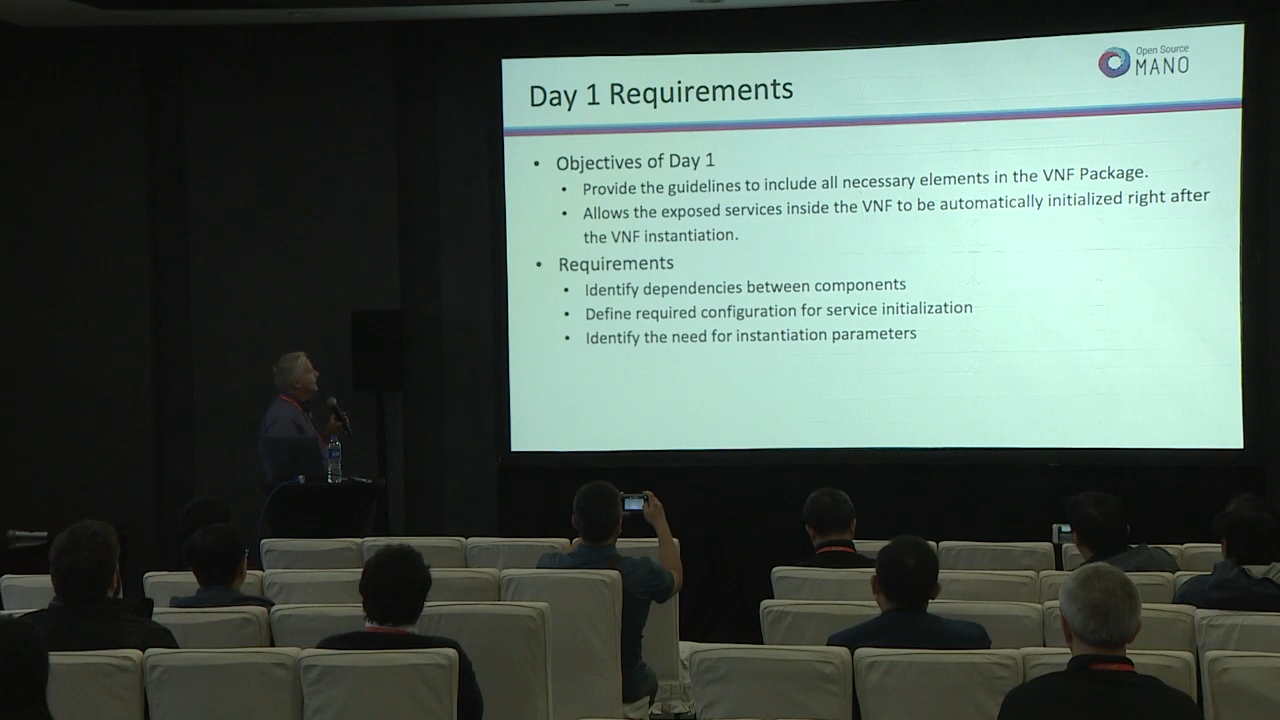 Open Source
MANO
Day 1 Requirements
• Objectives of Day 1
• Provide the guidelines to include all necessary elements in the VNF Package.
• Allows the exposed services inside the VNF to be automatically initialized right after
the VNF instantiation.
• Requirements
• Identify dependencies between components
• Define required configuration for service initialization
• Identify the need for instantiation parameters